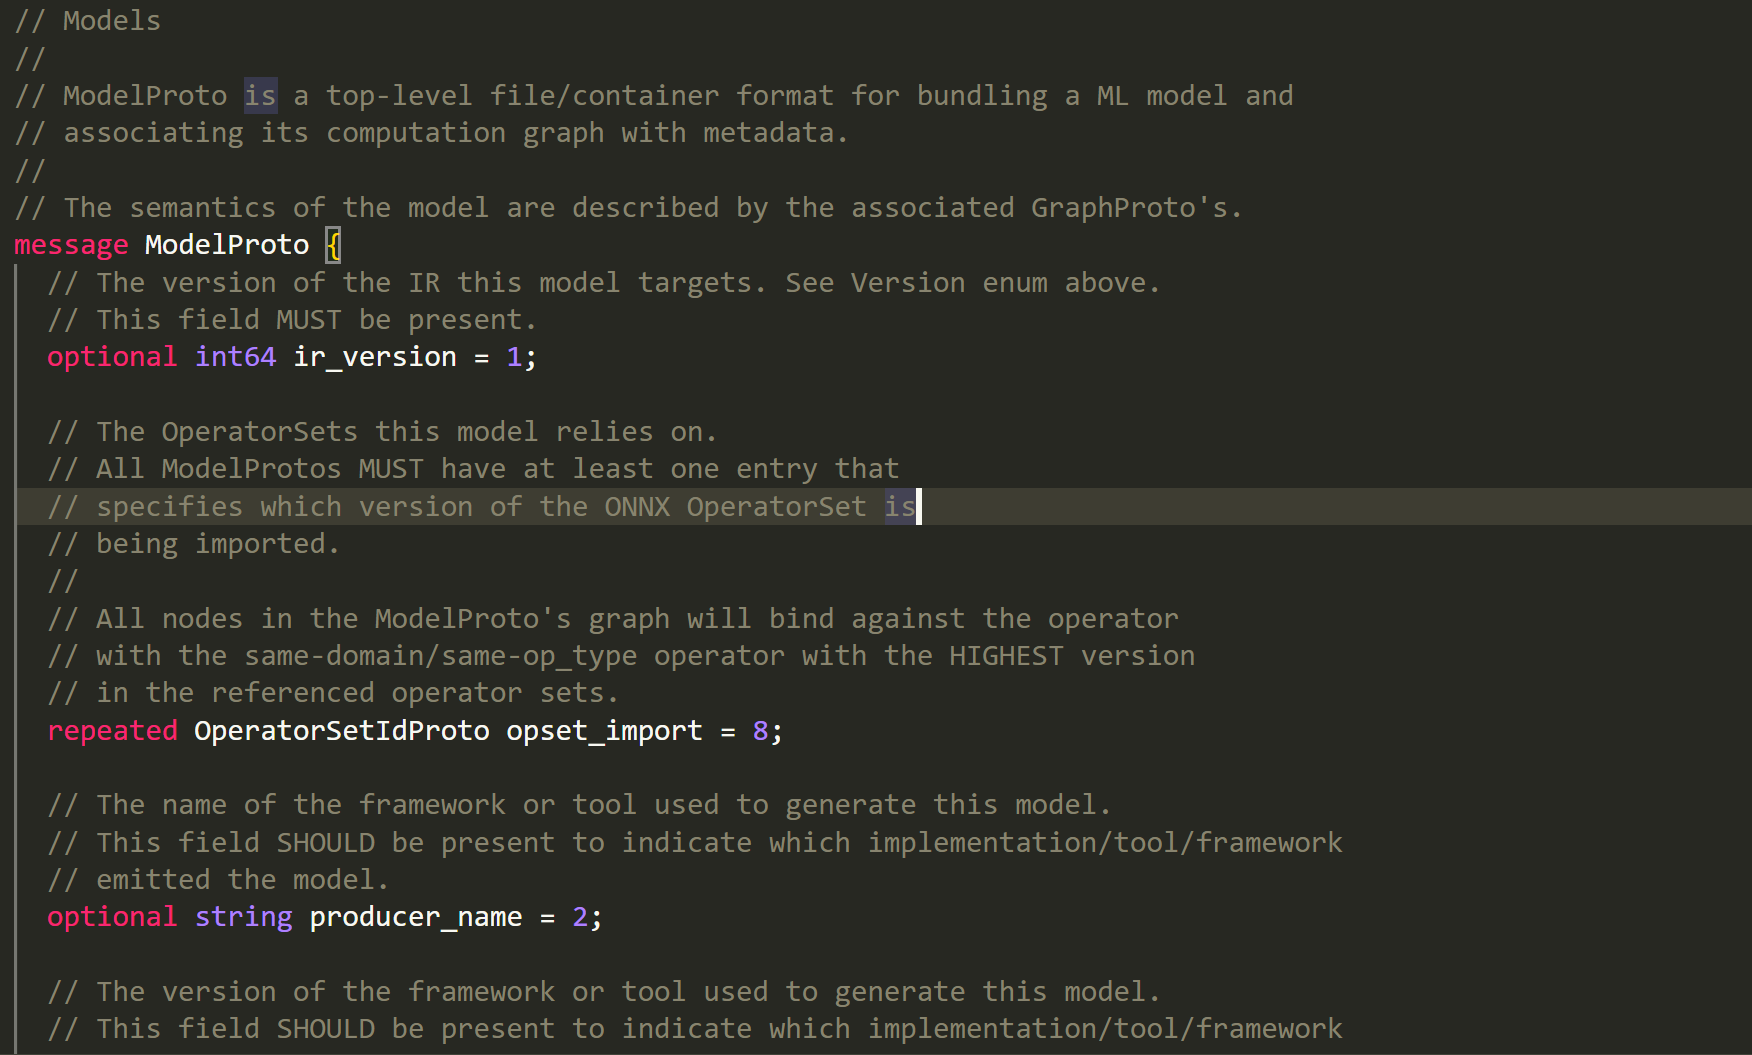 // Models
//
// ModelProto is a top-level file/container format for bundling a ML model and
// associating its computation graph with metadata.
//
// The semantics of the model are described by the associated GraphProto's.
message ModelProto {
  // The version of the IR this model targets. See Version enum above.
  // This field MUST be present.
  optional int64 ir_version = 1;

  // The OperatorSets this model relies on.
  // All ModelProtos MUST have at least one entry that
  // specifies which version of the ONNX OperatorSet is
  // being imported.
  //
  // All nodes in the ModelProto's graph will bind against the operator
  // with the same-domain/same-op_type operator with the HIGHEST version
  // in the referenced operator sets.
  repeated OperatorSetIdProto opset_import = 8;

  // The name of the framework or tool used to generate this model.
  // This field SHOULD be present to indicate which implementation/tool/framework
  // emitted the model.
  optional string producer_name = 2;

  // The version of the framework or tool used to generate this model.
  // This field SHOULD be present to indicate which implementation/tool/framework